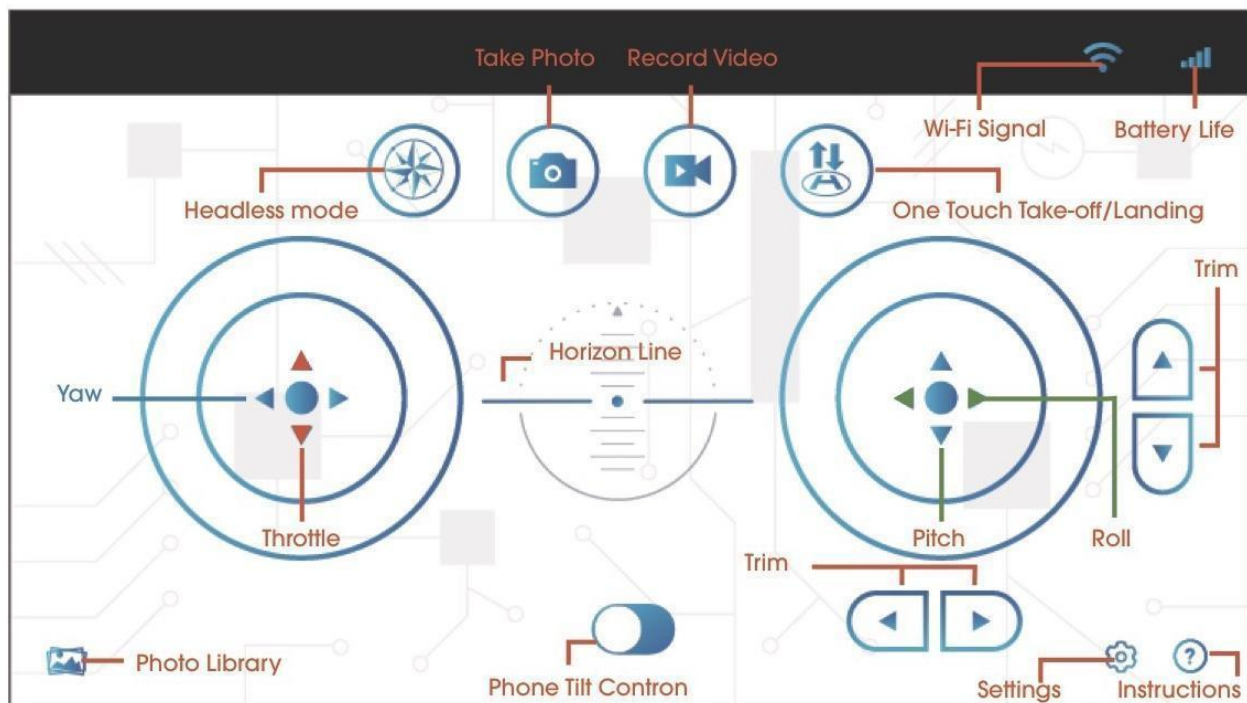 Take Photo
Record Video
Wi-Fi Signal
Battery Life
Headless mode
One Touch Take-off/Landing
Trim
Horizon Line
Yaw
Throttle
Pitch
Roll
Trim
Photo Library
Phone Tilt Contron
Settings
Instructions
?